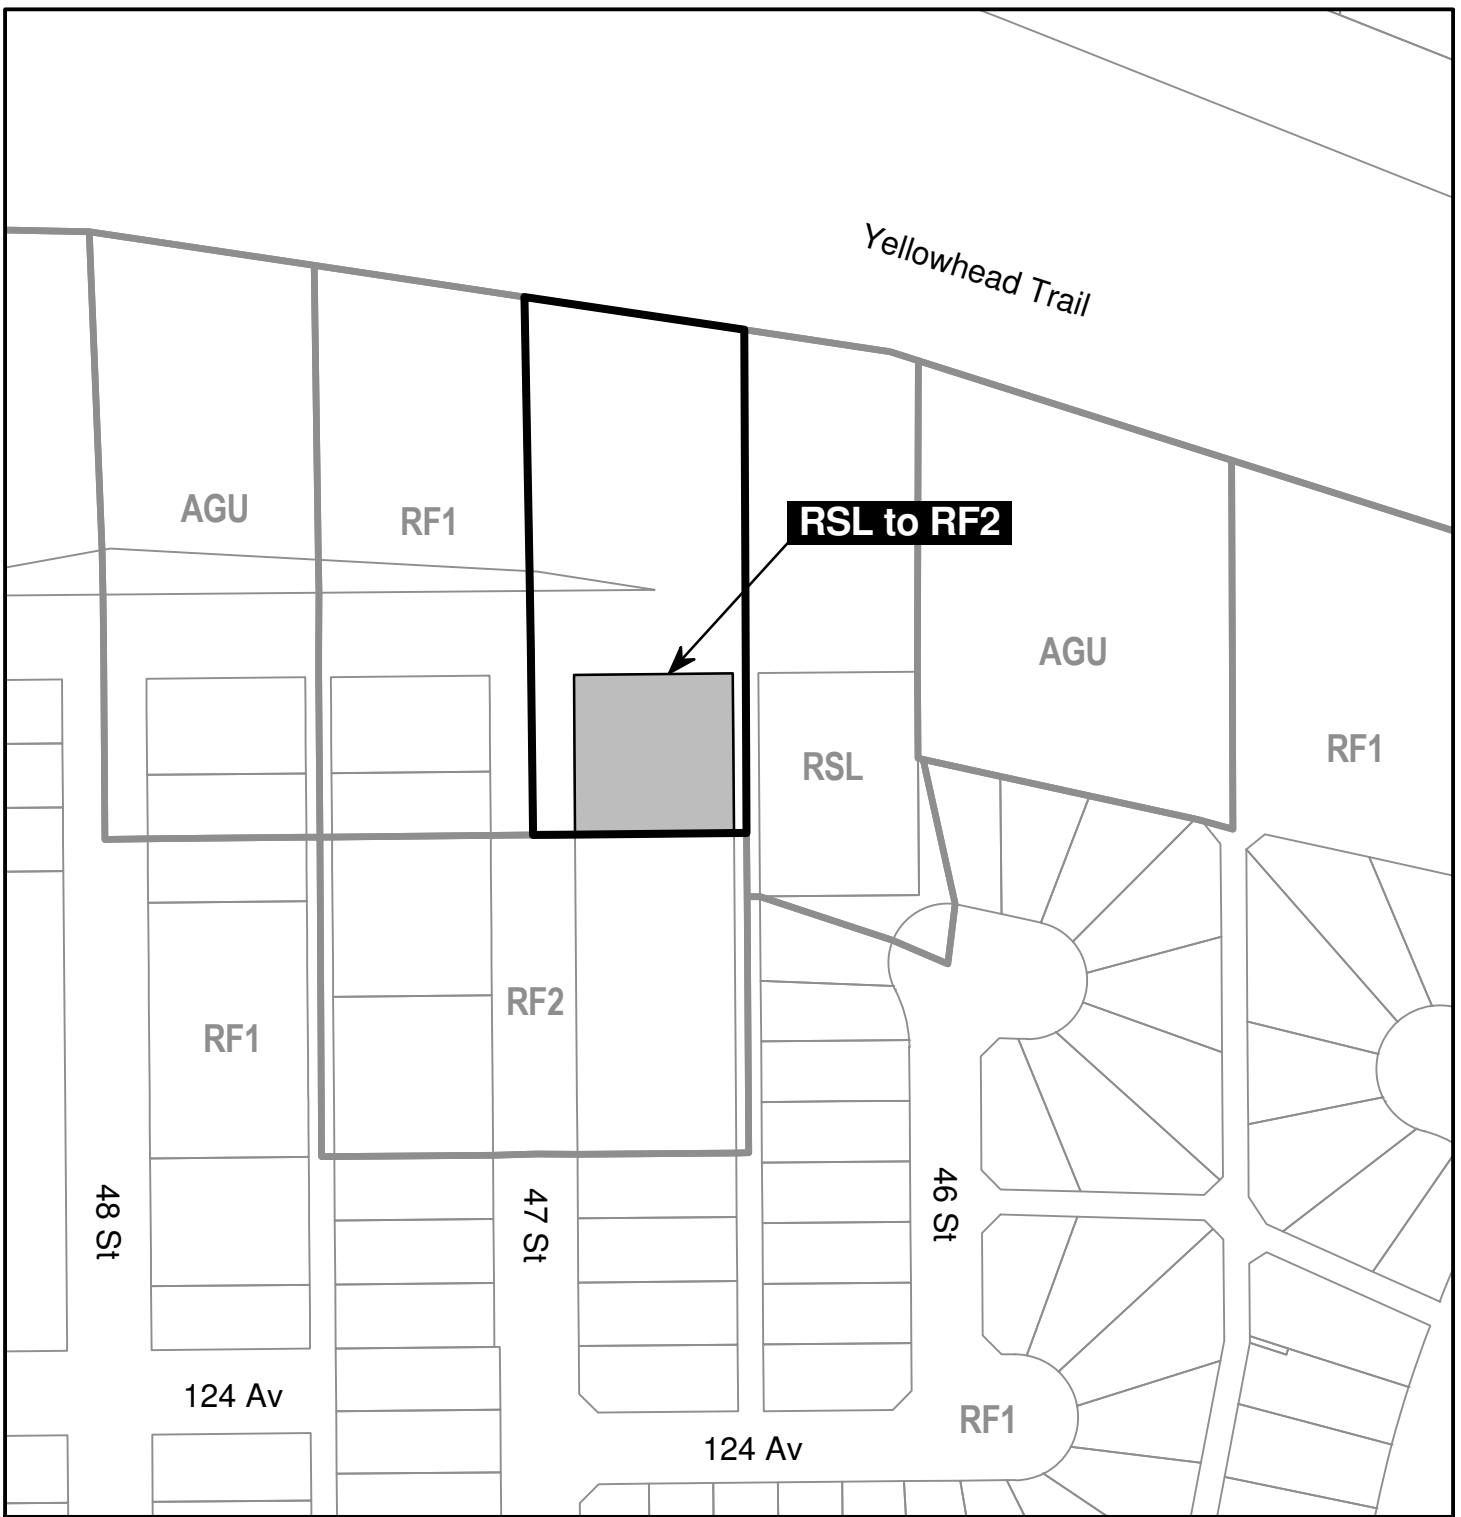 Yellowhead Trail
AGU
RF1
RSL to RF2
AGU
RF1
RSL
RF2
RF1
48 St
47 St
46 St
124 Av
RF1
124 Av